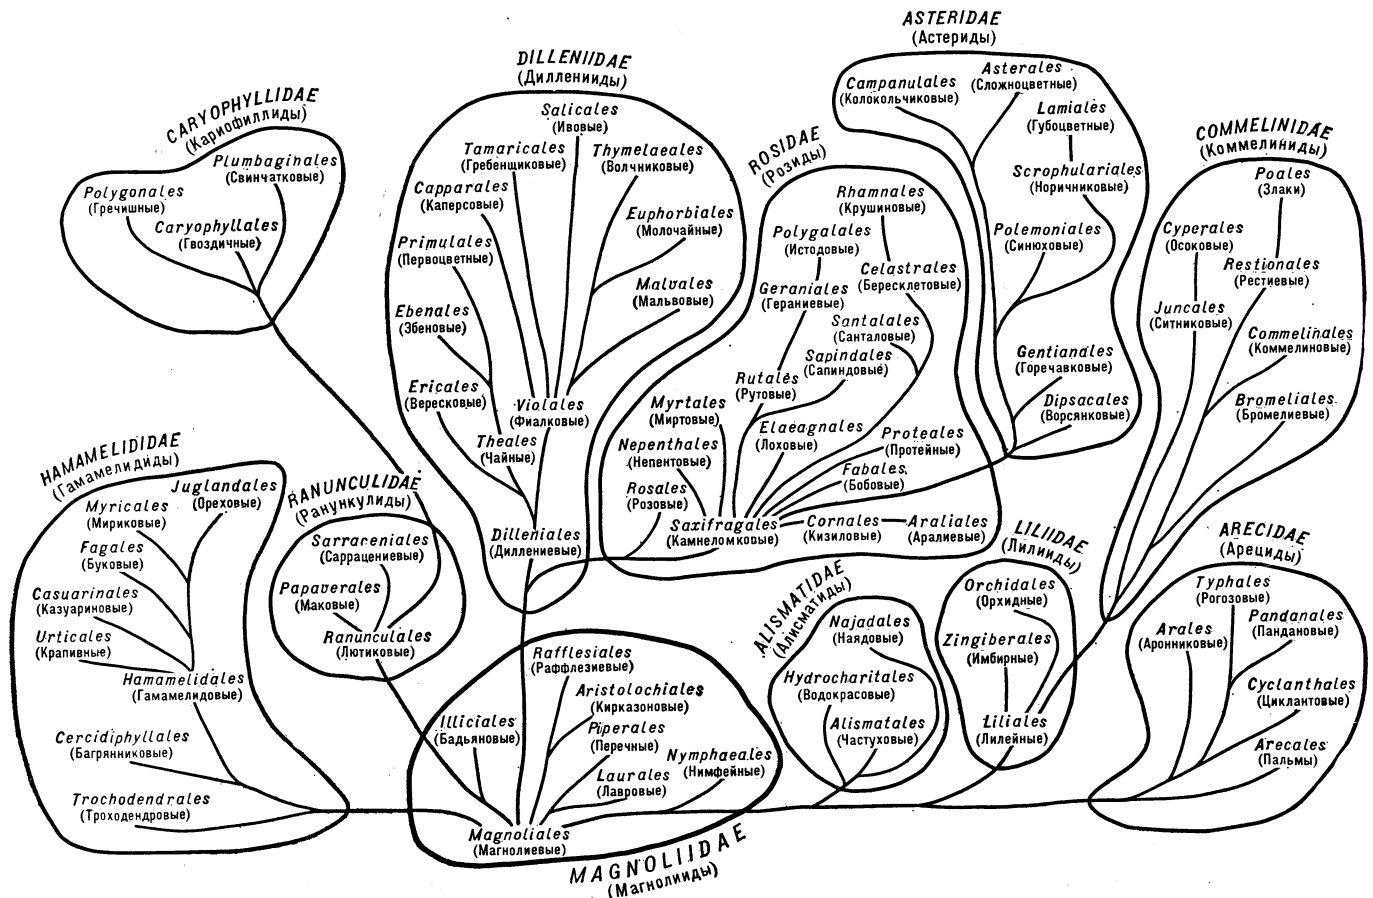 ASTERIDAE
(Астериды)
Campanulales
(Колокольчиковые)
Asterales
(Сложноцветные)
Lamiales
(Губоцветные)
Scrophulariales
(Норичниковые)
Polemoniales
(Синюховые)
Gentianales
(Горечавковые)
Dipsacales
(Ворсянковые)
DILLENIIDAE
(Диллениды)
Salicales
(Ивовые)
Tamaricales
(Гребенщиковые)
Thymelaeales
(Волчниковые)
Capparales
(Каперсовые)
Euphorbiales
(Молочайные)
Primulales
(Первоцветные)
Malvales
(Мальвовые)
Ebenales
(Эбеновые)
Ericales
(Вересковые)
Violales
(Фиалковые)
Theales
(Чайные)
Dilleniales
(Диллениевые)
CARYOPHYLLIDAE
(Кариофиллиды)
Plumbaginales
(Свинчатковые)
Polygonales
(Гречишные)
Caryophyllales
(Гвоздичные)
ROSIDAE
(Розиды)
Rhamnales
(Крушиновые)
Polygalales
(Истодовые)
Celastrales
(Бересклетовые)
Geraniales
(Гераниевые)
Santalales
(Санталовые)
Sapindales
(Сапиндовые)
Rutales
(Рутовые)
Myrtales
(Миртовые)
Elaeagnales
(Лоховые)
Proteales
(Протейные)
Nepenthales
(Непентовые)
Fabales
(Бобовые)
Rosales
(Розовые)
Saxifragales
(Камнеломковые)
Cornales
(Кизиловые)
Araliales
(Аралиевые)
COMMELINIDAE
(Коммелиниды)
Poales
(Злаки)
Cyperales
(Осоковые)
Restionales
(Рестиевые)
Juncales
(Ситниковые)
Commelinales
(Коммелиновые)
Bromeliales
(Бромелиевые)
HAMAMELIDIDAE
(Гамамелидиды)
Juglandales
(Ореховые)
Myricales
(Мириковые)
Fagales
(Буковые)
Casuarinales
(Казуариновые)
Urticales
(Крапивные)
Hamamelidales
(Гамамелидовые)
Cercidiphyllales
(Багрянниковые)
Trochodendrales
(Троходендровые)
RANUNCULIDAE
(Ранункулиды)
Sarraceniales
(Саррацениевые)
Papaverales
(Маковые)
Ranunculales
(Лютиковые)
ALISMATIDAE
(Алисматиды)
Najadales
(Наядовые)
Hydrocharitales
(Водокрасовые)
Alismatales
(Частуховые)
LILIIDAE
(Лилииды)
Orchidales
(Орхидные)
Zingiberales
(Имбирные)
Liliales
(Лилейные)
ARECIDAE
(Арециды)
Typhales
(Рогозовые)
Pandanales
(Пандановые)
Arales
(Аронниковые)
Cyclanthales
(Циклантовые)
Arecales
(Пальмы)
Rafflesiales
(Раффлезиевые)
Aristolochiales
(Кирказоновые)
Illiciales
(Бадьяновые)
Piperales
(Перечные)
Nymphaeales
(Нимфейные)
Laurales
(Лавровые)
Magnoliales
(Магнолиевые)
MAGNOLIIDAE
(Магнолииды)